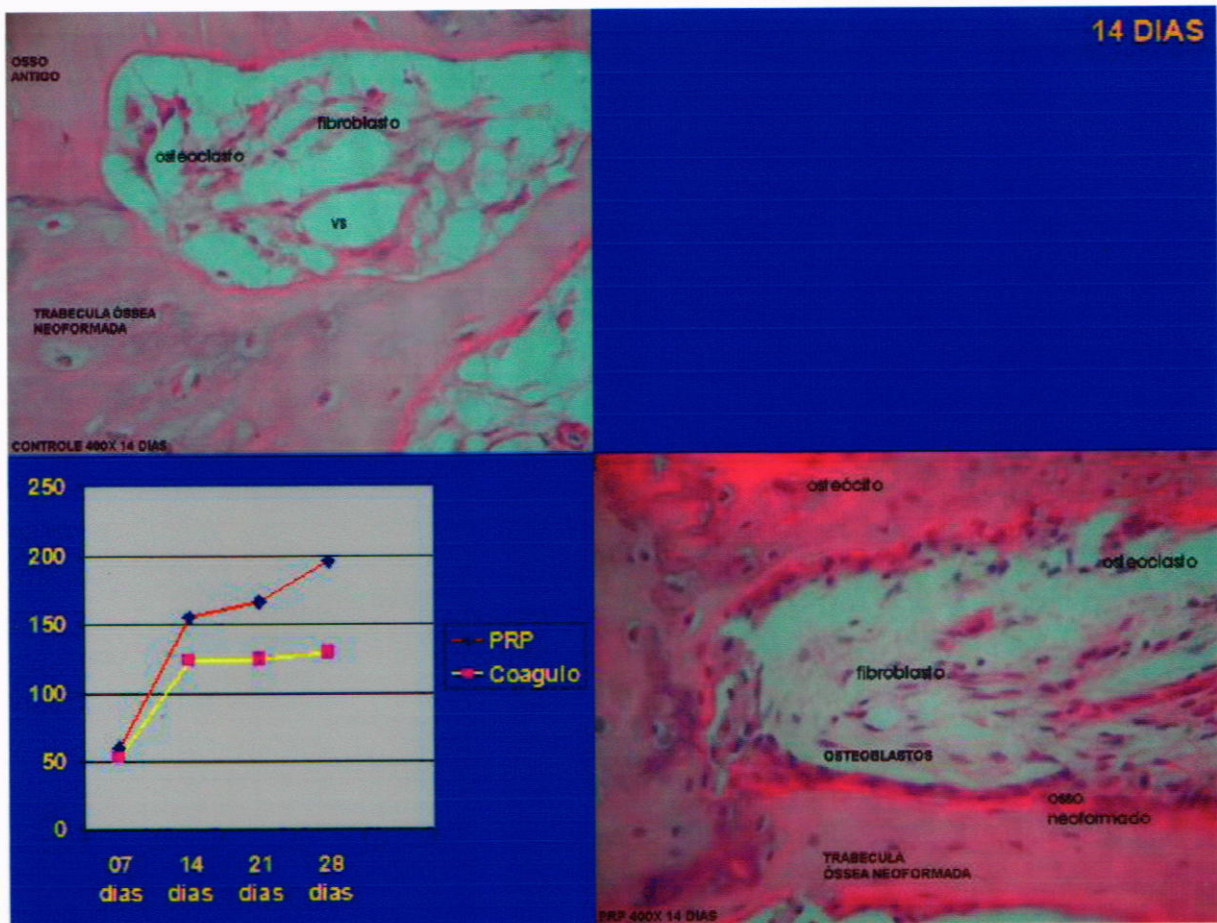 14 DIAS
OSSO
ANTIGO
fibroblasto
osteoclasto
VS
TRABECULA ÓSSEA
NEOFORMADA
CONTROLE 400X 14 DIAS
250
200
150
100
50
0
07
dias
14
dias
21
dias
28
dias
PRP
Coagulo
osteócito
osteoclasto
fibroblasto
OSTEOBLASTOS
osso
neoformado
TRABECULA
ÓSSEA NEOFORMADA
PRP 400X 14 DIAS